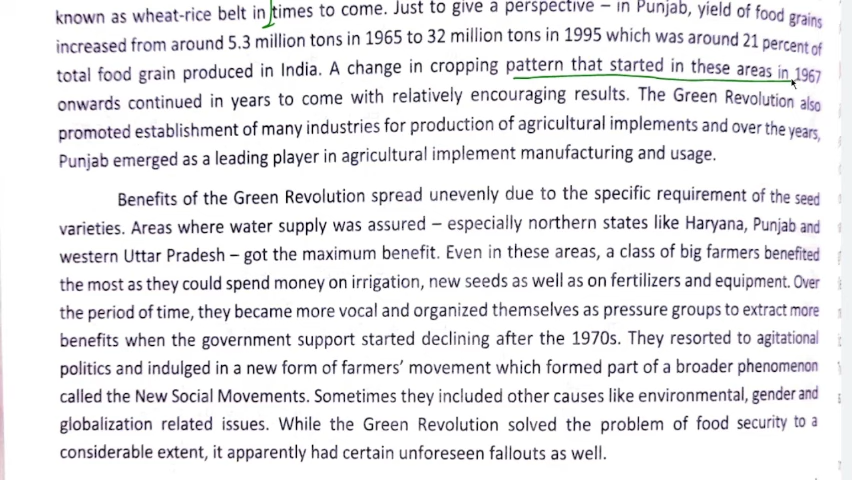 known as wheat-rice belt in times to come. Just to give a perspective – in Punjab, yield of food grains
increased from around 5.3 million tons in 1965 to 32 million tons in 1995 which was around 21 percent of
total food grain produced in India. A change in cropping pattern that started in these areas in 1967
onwards continued in years to come with relatively encouraging results. The Green Revolution also
promoted establishment of many industries for production of agricultural implements and over the years,
Punjab emerged as a leading player in agricultural implement manufacturing and usage.
Benefits of the Green Revolution spread unevenly due to the specific requirement of the seed
varieties. Areas where water supply was assured – especially northern states like Haryana, Punjab and
western Uttar Pradesh – got the maximum benefit. Even in these areas, a class of big farmers benefited
the most as they could spend money on irrigation, new seeds as well as on fertilizers and equipment. Over
the period of time, they became more vocal and organized themselves as pressure groups to extract more
benefits when the government support started declining after the 1970s. They resorted to agitational
politics and indulged in a new form of farmers' movement which formed part of a broader phenomenon
called the New Social Movements. Sometimes they included other causes like environmental, gender and
globalization related issues. While the Green Revolution solved the problem of food security to a
considerable extent, it apparently had certain unforeseen fallouts as well.